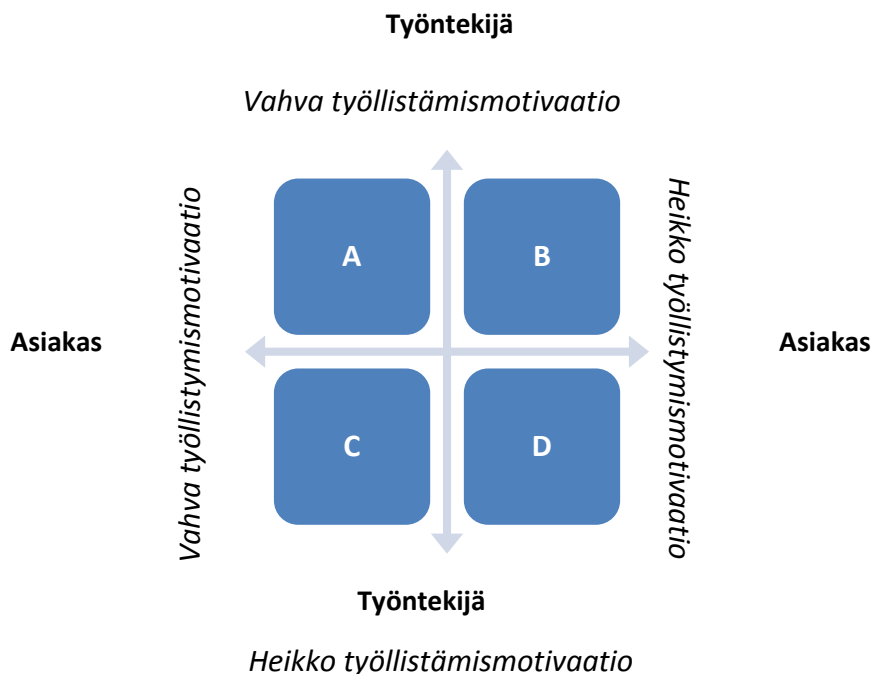 Työntekijä
Vahva työllistämismotivaatio
Vahva työllistymismotivaatio
Heikko työllistymismotivaatio
A
B
Asiakas
Asiakas
C
D
Työntekijä
Heikko työllistämismotivaatio